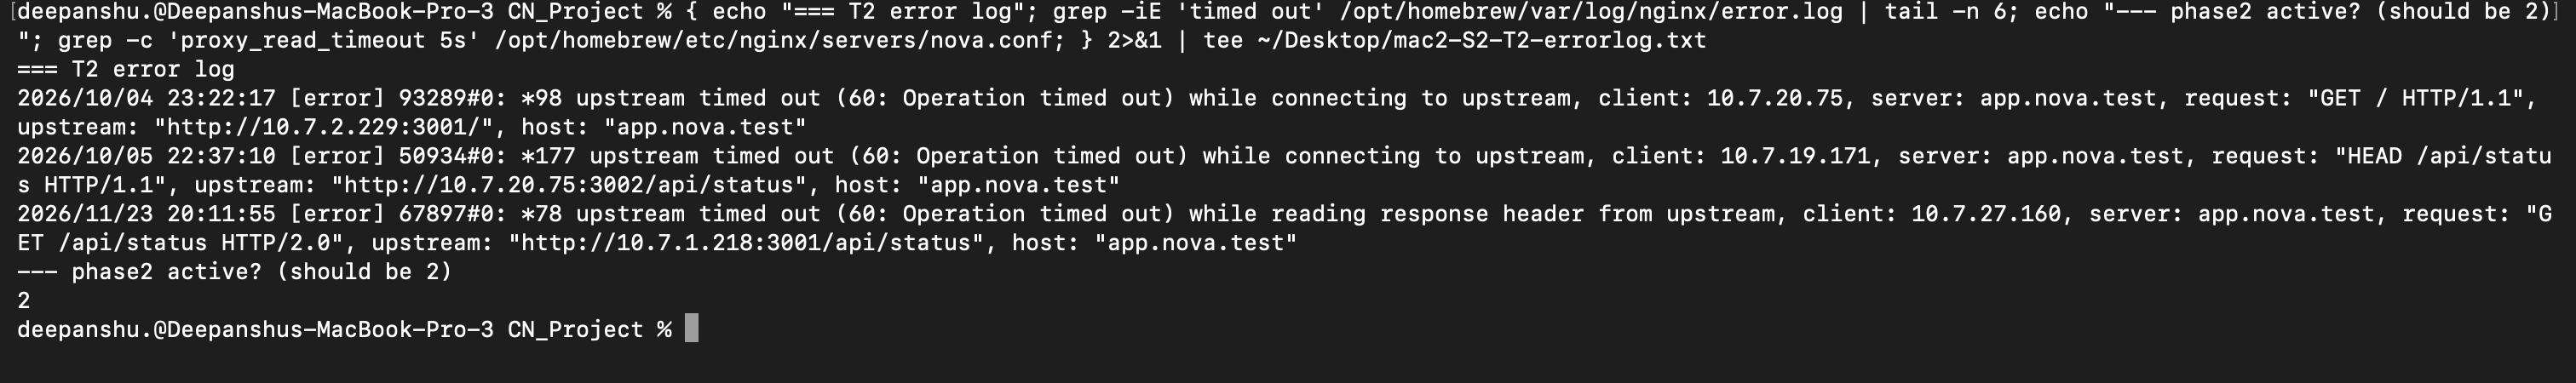 [deepanshu.@Deepanshus-MacBook-Pro-3 CN_Project % { echo "=== T2 error log"; grep -iE 'timed out' /opt/homebrew/var/log/nginx/error.log | tail -n 6; echo "--- phase2 active? (should be 2)]
"; grep -c 'proxy_read_timeout 5s' /opt/homebrew/etc/nginx/servers/nova.conf; } 2>&1 | tee ~/Desktop/mac2-S2-T2-errorlog.txt
=== T2 error log
2026/10/04 23:22:17 [error] 93289#0: *98 upstream timed out (60: Operation timed out) while connecting to upstream, client: 10.7.20.75, server: app.nova.test, request: "GET / HTTP/1.1",
upstream: "http://10.7.2.229:3001/", host: "app.nova.test"
2026/10/05 22:37:10 [error] 50934#0: *177 upstream timed out (60: Operation timed out) while connecting to upstream, client: 10.7.19.171, server: app.nova.test, request: "HEAD /api/statu
s HTTP/1.1", upstream: "http://10.7.20.75:3002/api/status", host: "app.nova.test"
2026/11/23 20:11:55 [error] 67897#0: *78 upstream timed out (60: Operation timed out) while reading response header from upstream, client: 10.7.27.160, server: app.nova.test, request: "G
ET /api/status HTTP/2.0", upstream: "http://10.7.1.218:3001/api/status", host: "app.nova.test"
--- phase2 active? (should be 2)
2
deepanshu.@Deepanshus-MacBook-Pro-3 CN_Project %